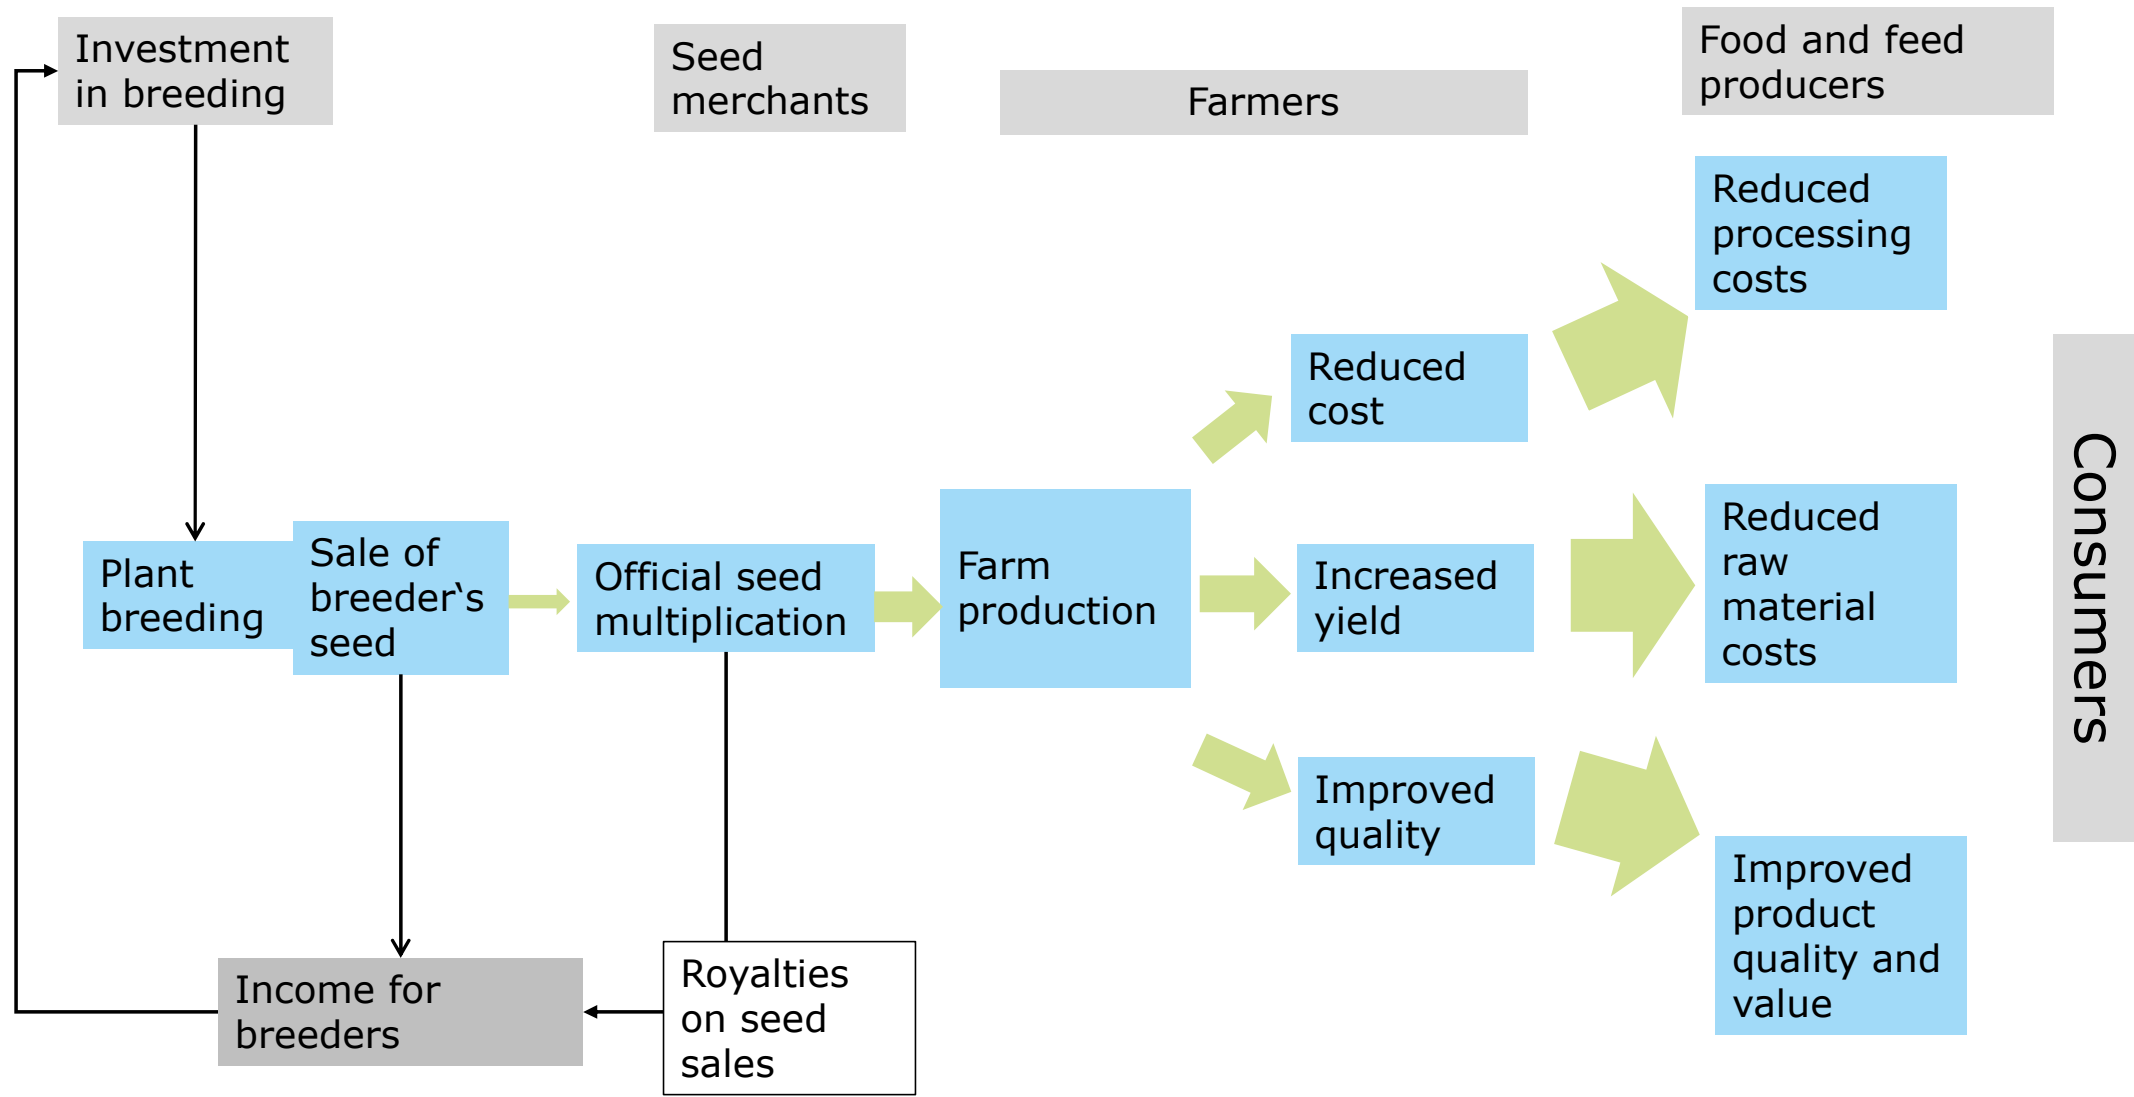 Investment
in breeding
Seed
merchants
Farmers
Food and feed
producers
Reduced
processing
costs
Reduced
cost
Plant
breeding
Sale of
breeder‘s
seed
Official seed
multiplication
Farm
production
Increased
yield
Reduced
raw
material
costs
Consumers
Improved
quality
Improved
product
quality and
value
Income for
breeders
Royalties
on seed
sales